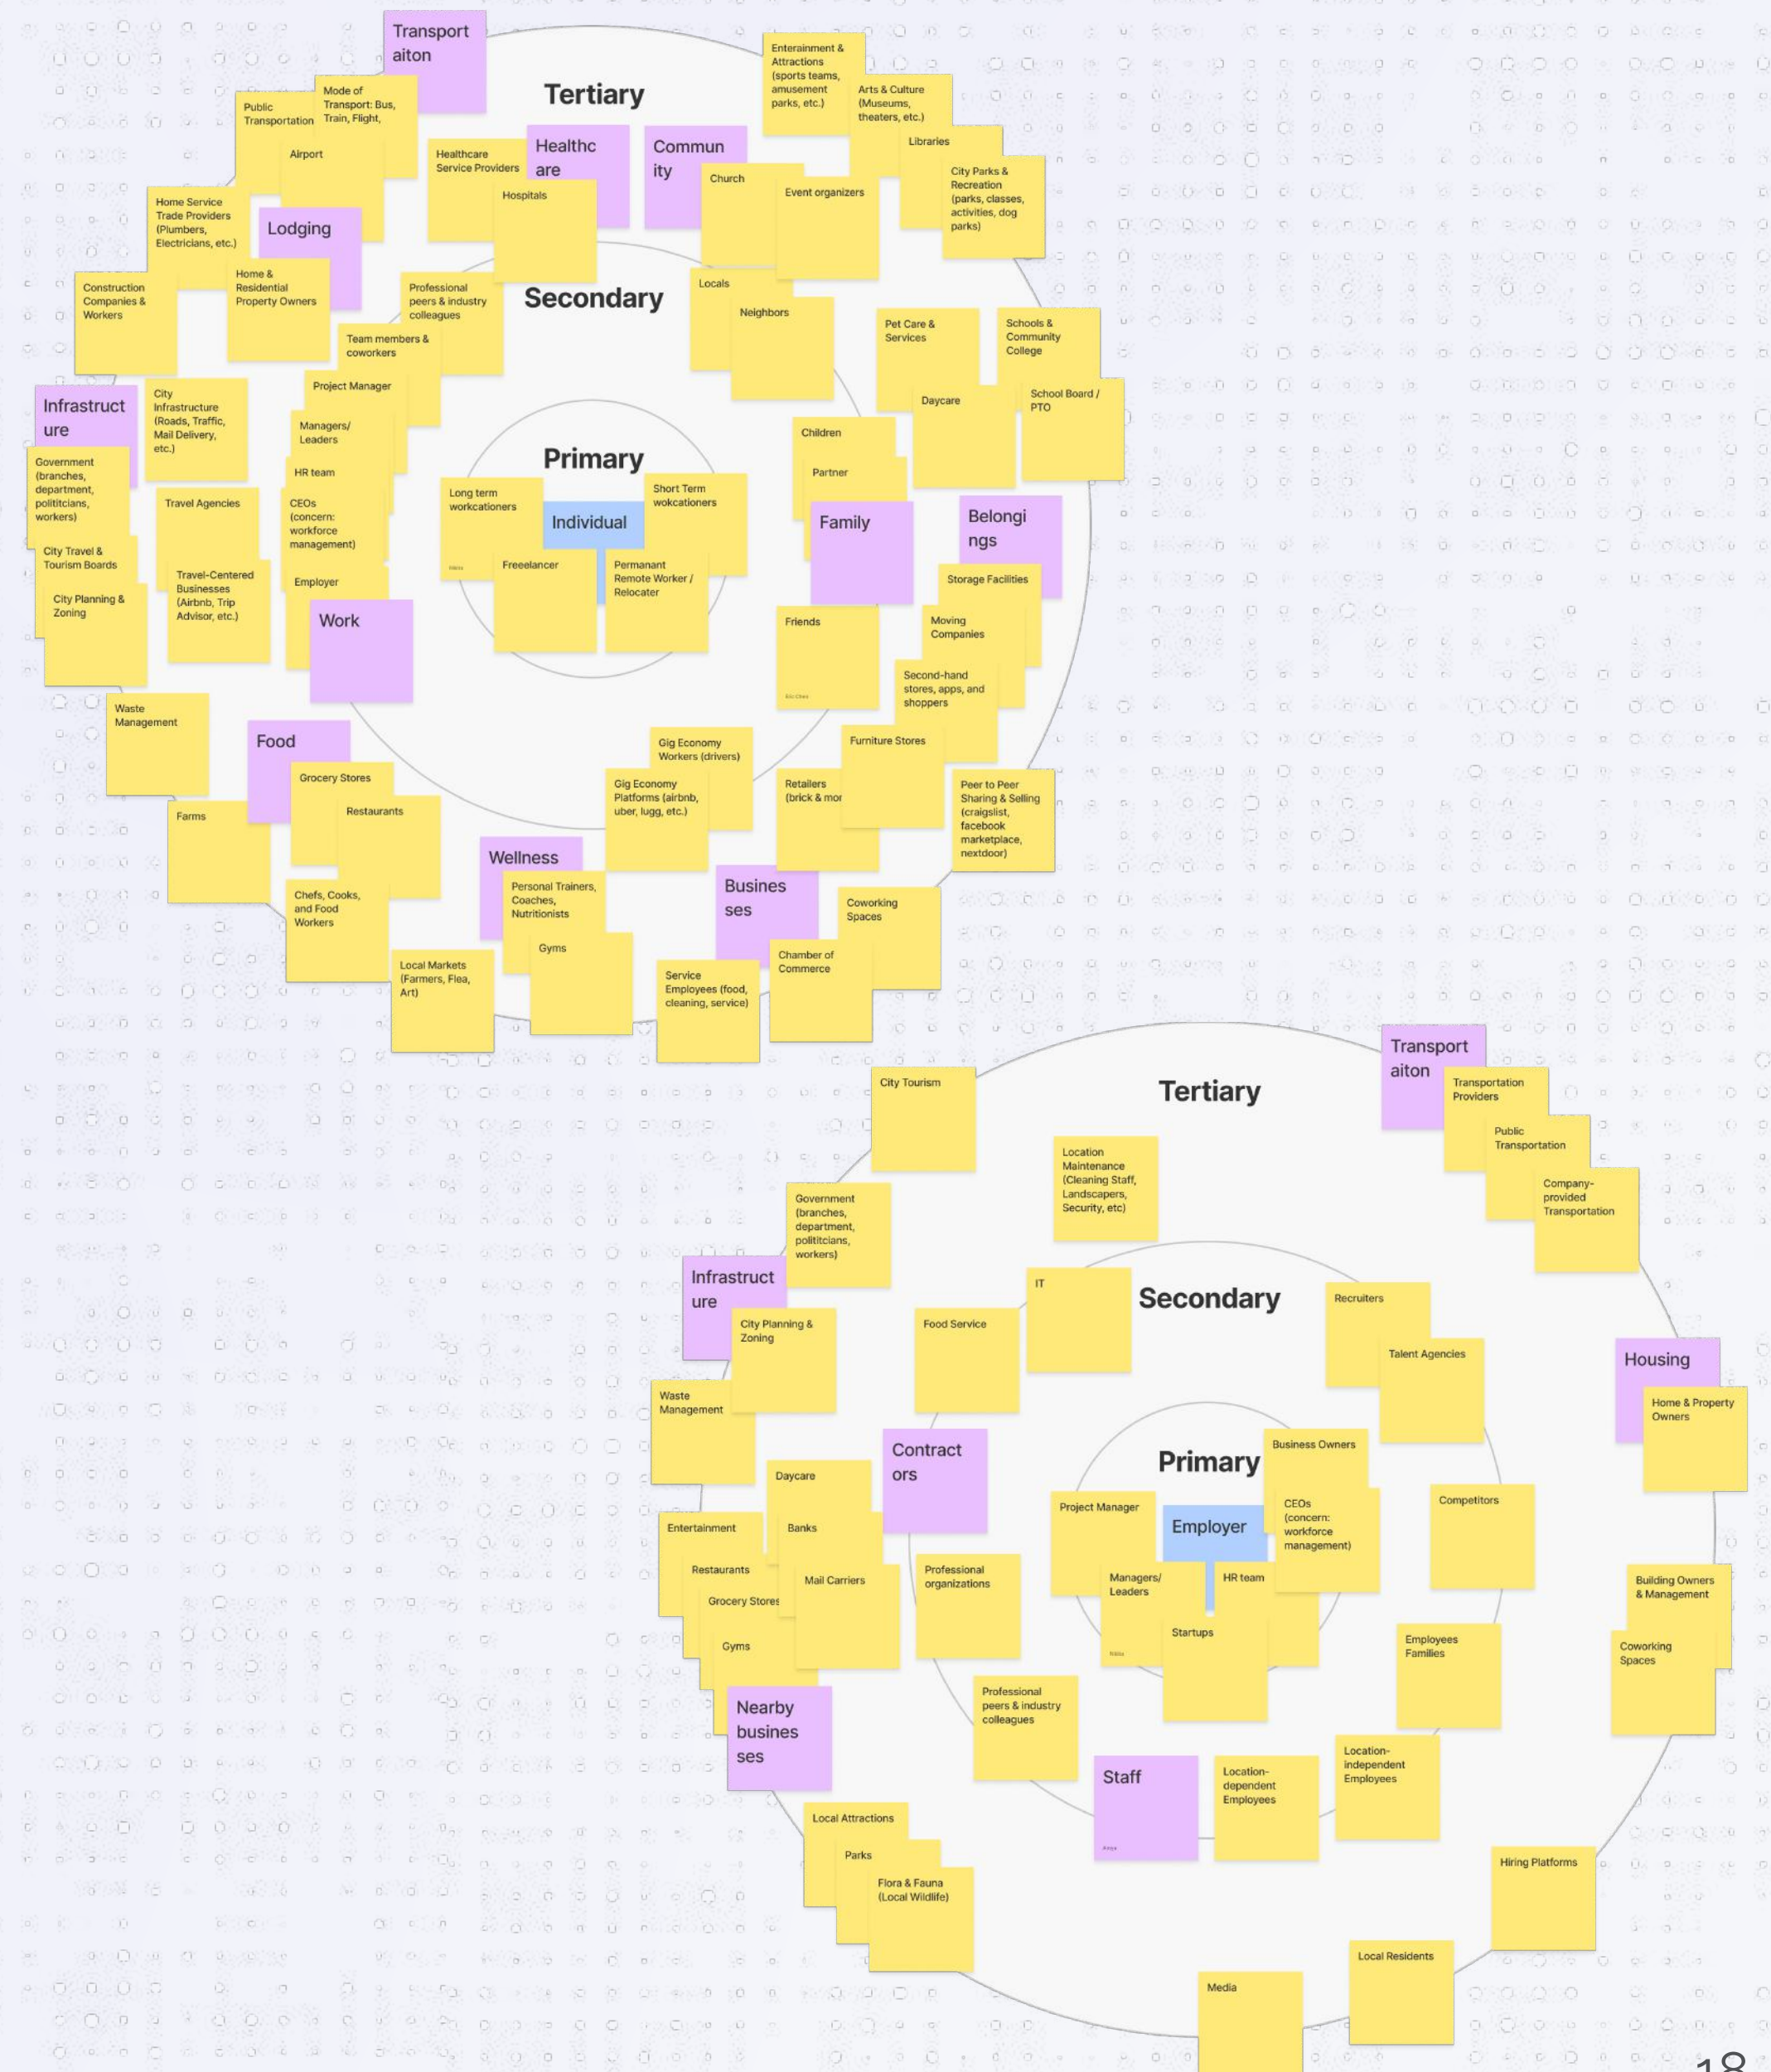 Transport
aiton
Tertiary
Enterainment &
Attractions
(sports teams,
amusement
parks, etc.)
Arts & Culture
(Museums,
theaters, etc.)
Libraries
City Parks &
Recreation
(parks, classes,
activities, dog
parks)
Public
Transportation
Mode of
Transport: Bus,
Train, Flight,
Airport
Healthcare
Service Providers
Healthc
are
Hospitals
Commun
ity
Church
Event organizers
Home Service
Trade Providers
(Plumbers,
Electricians, etc.)
Lodging
Home &
Residential
Property Owners
Construction
Companies &
Workers
Professional
peers & industry
colleagues
Secondary
Locals
Neighbors
Team members &
coworkers
Project Manager
Managers/
Leaders
HR team
CEOs
(concern:
workforce
management)
Employer
Work
Pet Care &
Services
Schools &
Community
College
Daycare
School Board /
PTO
Infrastruct
ure
City
Infrastructure
(Roads, Traffic,
Mail Delivery,
etc.)
Government
(branches,
department,
polititcians,
workers)
City Travel &
Tourism Boards
City Planning &
Zoning
Travel Agencies
Travel-Centered
Businesses
(Airbnb, Trip
Advisor, etc.)
Primary
Long term
workcationers
Individual
Short Term
wokcationers
Freeelancer
Permanant
Remote Worker /
Relocater
Children
Partner
Family
Friends
Eric Chen
Belongi
ngs
Storage Facilities
Moving
Companies
Second-hand
stores, apps, and
shoppers
Furniture Stores
Retailers
(brick & mor
Peer to Peer
Sharing & Selling
(craigslist,
facebook
marketplace,
nextdoor)
Waste
Management
Food
Grocery Stores
Restaurants
Farms
Chefs, Cooks,
and Food
Workers
Local Markets
(Farmers, Flea,
Art)
Gig Economy
Workers (drivers)
Gig Economy
Platforms (airbnb,
uber, lugg, etc.)
Wellness
Personal Trainers,
Coaches,
Nutritionists
Gyms
Busines
ses
Coworking
Spaces
Chamber of
Commerce
Service
Employees (food,
cleaning, service)
Tertiary
Transport
aiton
Transportation
Providers
Public
Transportation
Company-
provided
Transportation
City Tourism
Location
Maintenance
(Cleaning Staff,
Landscapers,
Security, etc)
Government
(branches,
department,
polititcians,
workers)
Infrastruct
ure
City Planning &
Zoning
Waste
Management
IT
Secondary
Food Service
Recruiters
Talent Agencies
Housing
Home & Property
Owners
Contract
ors
Primary
Business Owners
Project Manager
Employer
CEOs
(concern:
workforce
management)
Managers/
Leaders
HR team
Startups
Competitors
Daycare
Banks
Mail Carriers
Entertainment
Restaurants
Grocery Stores
Gyms
Nearby
busines
ses
Professional
organizations
Professional
peers & industry
colleagues
Employees
Families
Building Owners
& Management
Coworking
Spaces
Staff
Location-
dependent
Employees
Location-
independent
Employees
Local Attractions
Parks
Flora & Fauna
(Local Wildlife)
Hiring Platforms
Local Residents
Media
18